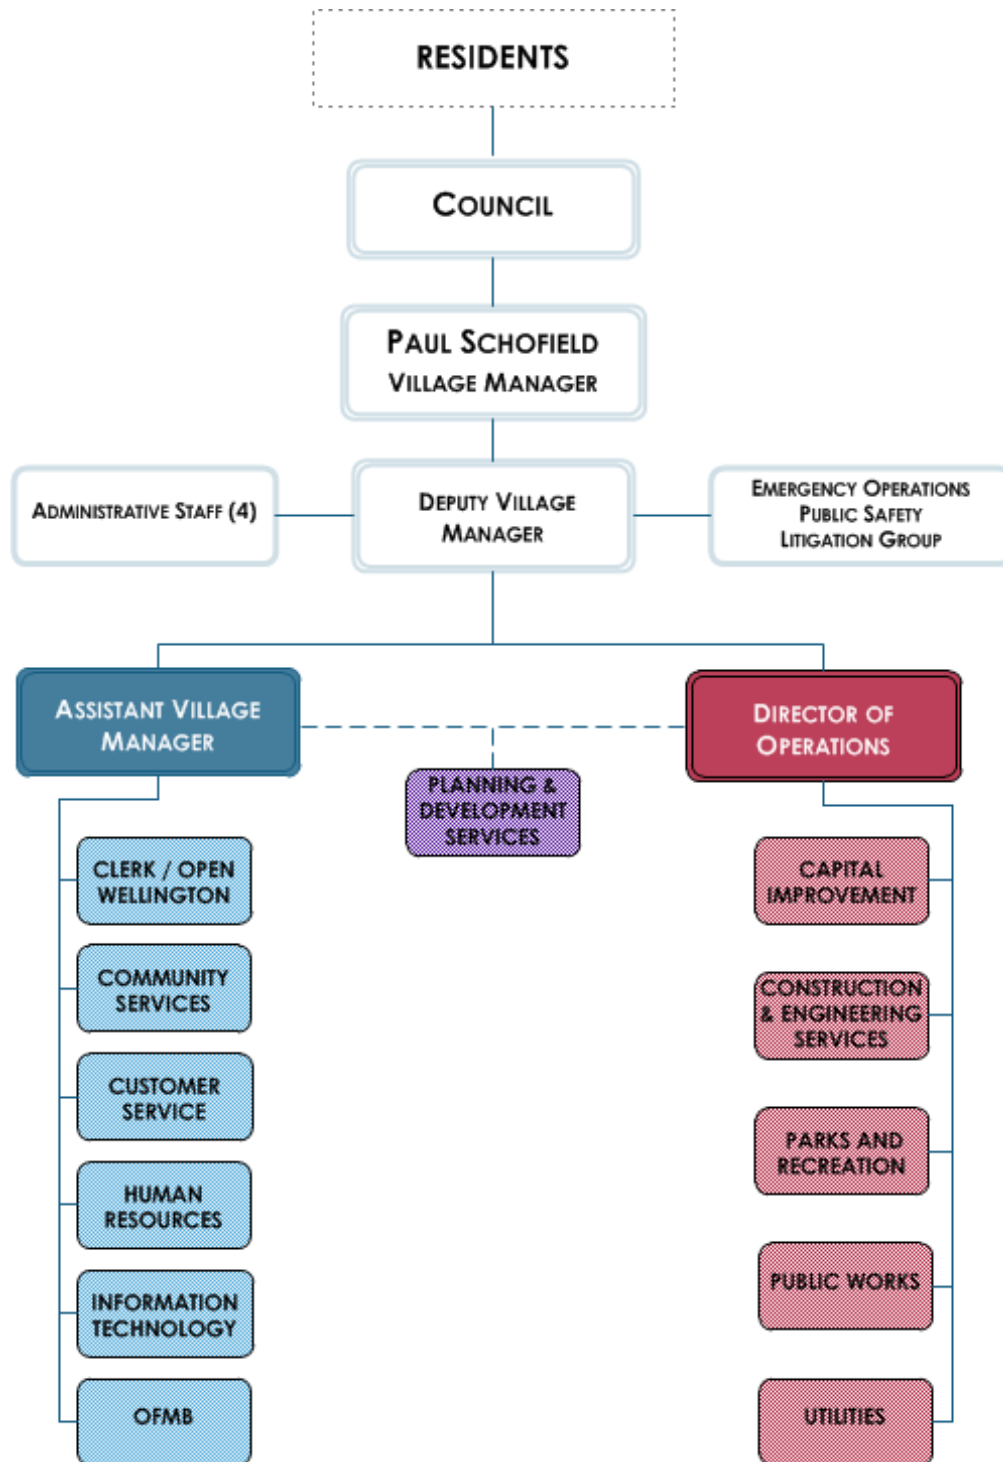 RESIDENTS
COUNCIL
PAUL SCHOFIELD
VILLAGE MANAGER
ADMINISTRATIVE STAFF (4)
DEPUTY VILLAGE
MANAGER
EMERGENCY OPERATIONS
PUBLIC SAFETY
LITIGATION GROUP
ASSISTANT VILLAGE
MANAGER
DIRECTOR OF
OPERATIONS
PLANNING &
DEVELOPMENT
SERVICES
CLERK / OPEN
WELLINGTON
COMMUNITY
SERVICES
CUSTOMER
SERVICE
HUMAN
RESOURCES
INFORMATION
TECHNOLOGY
OFMB
CAPITAL
IMPROVEMENT
CONSTRUCTION
& ENGINEERING
SERVICES
PARKS AND
RECREATION
PUBLIC WORKS
UTILITIES